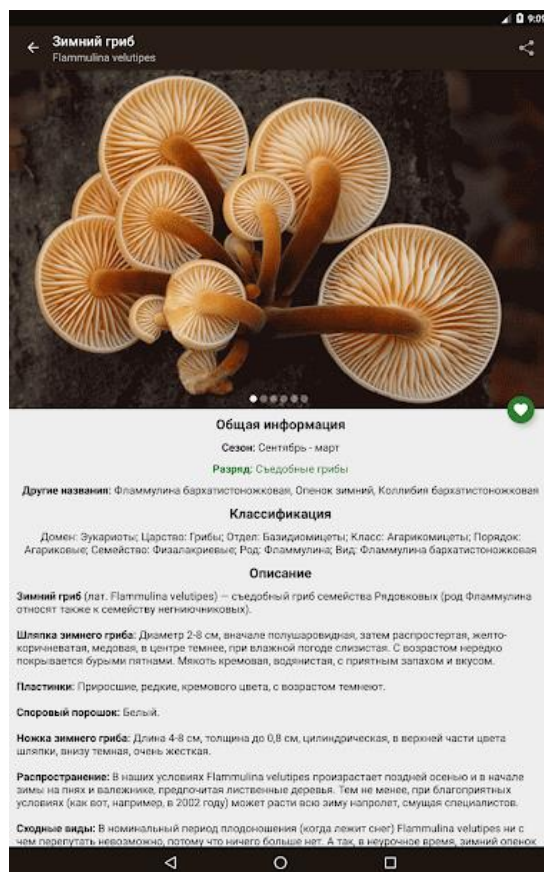 9:09
Зимний гриб
Flammulina velutipes
Общая информация
Сезон: Сентябрь - март
Разряд: Съедобные грибы
Другие названия: Фламмулина бархатистоножковая, Опенок зимний, Коллибия бархатистоножковая
Классификация
Домен: Эукариоты; Царство: Грибы; Отдел: Базидиомицеты; Класс: Агарикомицеты; Порядок:
Агариковые; Семейство: Физалакриевые; Род: Фламмулина; Вид: Фламмулина бархатистоножковая
Описание
Зимний гриб (лат. Flammulina velutipes) — съедобный гриб семейства Рядовковых (род Фламмулина
относят также к семейству негниючниковых).
Шляпка зимнего гриба: Диаметр 2-8 см, вначале полушаровидная, затем распростертая, желто-
коричневатая, медовая, в центре темнее, при влажной погоде слизистая. С возрастом нередко
покрывается бурыми пятнами. Мякоть кремовая, водянистая, с приятным запахом и вкусом.
Пластинки: Приросшие, редкие, кремового цвета, с возрастом темнеют.
Споровый порошок: Белый.
Ножка зимнего гриба: Длина 4-8 см, толщина до 0,8 см, цилиндрическая, в верхней части цвета
шляпки, внизу темная, очень жесткая.
Распространение: В наших условиях Flammulina velutipes произрастает поздней осенью и в начале
зимы на пнях и валежнике, предпочитая лиственные деревья. Тем не менее, при благоприятных
условиях (как вот, например, в 2002 году) может расти всю зиму напролет, смущая специалистов.
Сходные виды: В номинальный период плодоношения (когда лежит снег) Flammulina velutipes ни с
чем перепутать невозможно, потому что ничего больше нет. А так, в неурочное время, зимний опенок